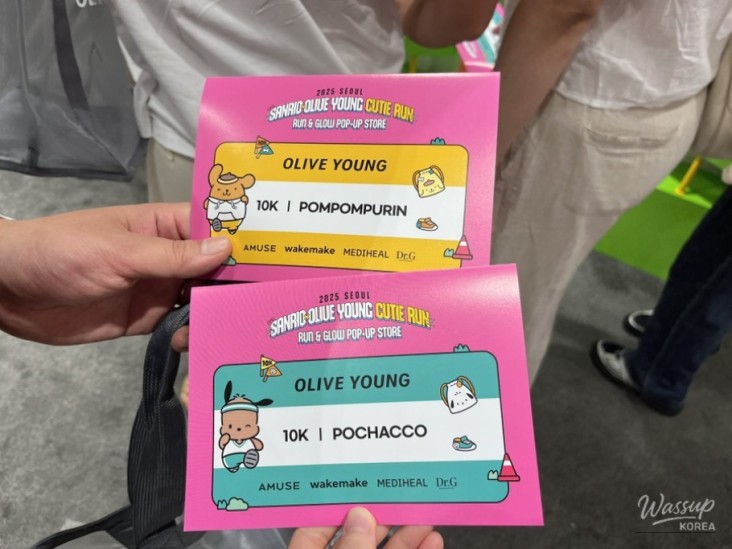 2025 SEOUL
SANRIO·OLIVE YOUNG CUTIE RUN
RUN & GLOW POP-UP STORE
OLIVE YOUNG
10K | POMPOMPURIN
AMUSE wakemake MEDIHEAL Dr.G
2025 SEOUL
SANRIO·OLIVE YOUNG CUTIE RUN
RUN & GLOW POP-UP STORE
OLIVE YOUNG
10K | POCHACCO
AMUSE wakemake MEDIHEAL Dr.G
Wassup
KOREA